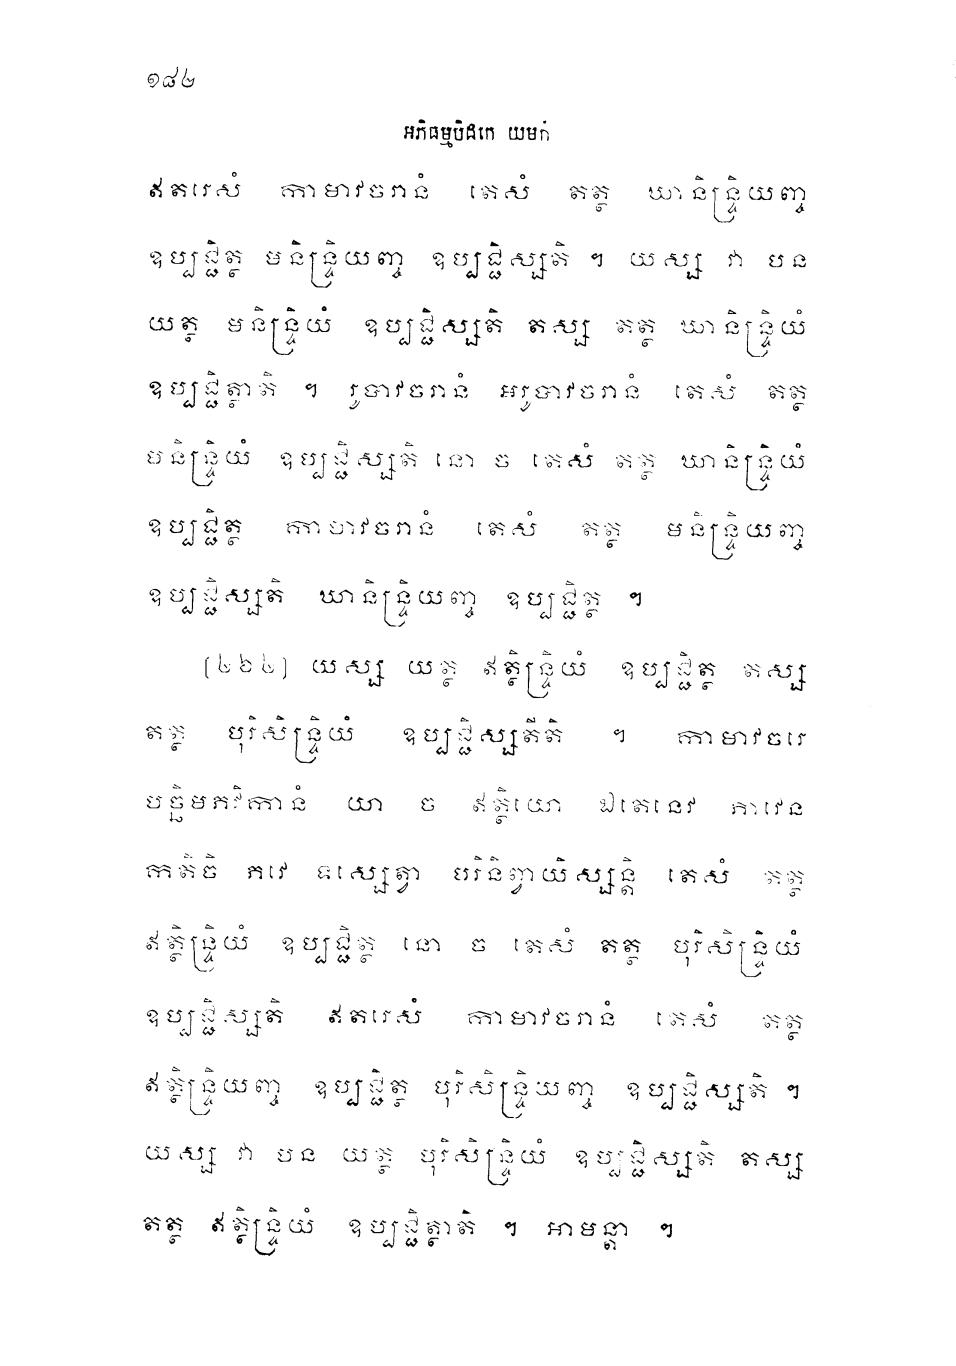 ១៨៤
អភិធម្មបិដកេ យមកំ
ឥតរេសំ កាមាវចរានំ តេសំ តត្ថ ឃានិន្ទ្រិយញ្ច
ឧប្បជ្ជិត្ថ មនិន្ទ្រិយញ្ច ឧប្បជ្ជិស្សតិ ។ យស្ស វា បន
យត្ថ មនិន្ទ្រិយំ ឧប្បជ្ជិស្សតិ តស្ស តត្ថ ឃានិន្ទ្រិយំ
ឧប្បជ្ជិត្ថាតិ ។ រូបាវចរានំ អរូបាវចរានំ តេសំ តត្ថ
មនិន្ទ្រិយំ ឧប្បជ្ជិស្សតិ នោ ច តេសំ តត្ថ ឃានិន្ទ្រិយំ
ឧប្បជ្ជិត្ថ កាមាវចរានំ តេសំ តត្ថ មនិន្ទ្រិយញ្ច
ឧប្បជ្ជិស្សតិ ឃានិន្ទ្រិយញ្ច ឧប្បជ្ជិត្ថ ។
[៤៦៤] យស្ស យត្ថ ឥត្ថិន្ទ្រិយំ ឧប្បជ្ជិត្ថ តស្ស
តត្ថ បុរិសិន្ទ្រិយំ ឧប្បជ្ជិស្សតីតិ ។ កាមាវចរេ
បច្ឆិមភវិកានំ យា ច ឥត្ថិយោ ឯតេនេវ ភាវេន
កតិចិ ភវេ ទស្សេត្វា បរិនិព្វាយិស្សន្តិ តេសំ តត្ថ
ឥត្ថិន្ទ្រិយំ ឧប្បជ្ជិត្ថ នោ ច តេសំ តត្ថ បុរិសិន្ទ្រិយំ
ឧប្បជ្ជិស្សតិ ឥតរេសំ កាមាវចរានំ តេសំ តត្ថ
ឥត្ថិន្ទ្រិយញ្ច ឧប្បជ្ជិត្ថ បុរិសិន្ទ្រិយញ្ច ឧប្បជ្ជិស្សតិ ។
យស្ស វា បន យត្ថ បុរិសិន្ទ្រិយំ ឧប្បជ្ជិស្សតិ តស្ស
តត្ថ ឥត្ថិន្ទ្រិយំ ឧប្បជ្ជិត្ថាតិ ។ អាមន្តា ។